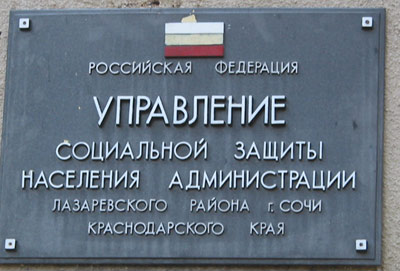 РОССИЙСКАЯ ФЕДЕРАЦИЯ
УПРАВЛЕНИЕ
СОЦИАЛЬНОЙ ЗАЩИТЫ
НАСЕЛЕНИЯ АДМИНИСТРАЦИИ
ЛАЗАРЕВСКОГО РАЙОНА г. СОЧИ
КРАСНОДАРСКОГО КРАЯ